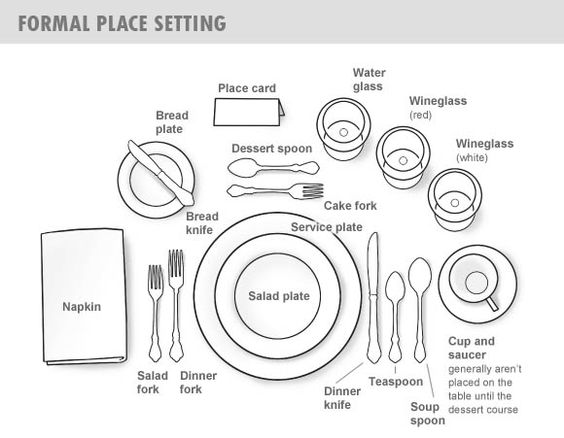 FORMAL PLACE SETTING
Water
glass
Place card
Wineglass
(red)
Bread
plate
Dessert spoon
Wineglass
(white)
Cake fork
Bread
knife
Service plate
Napkin
Salad plate
Cup and
saucer
generally aren't
placed on the
table until the
dessert course
Salad
fork
Dinner
fork
Dinner
knife
Teaspoon
Soup
spoon